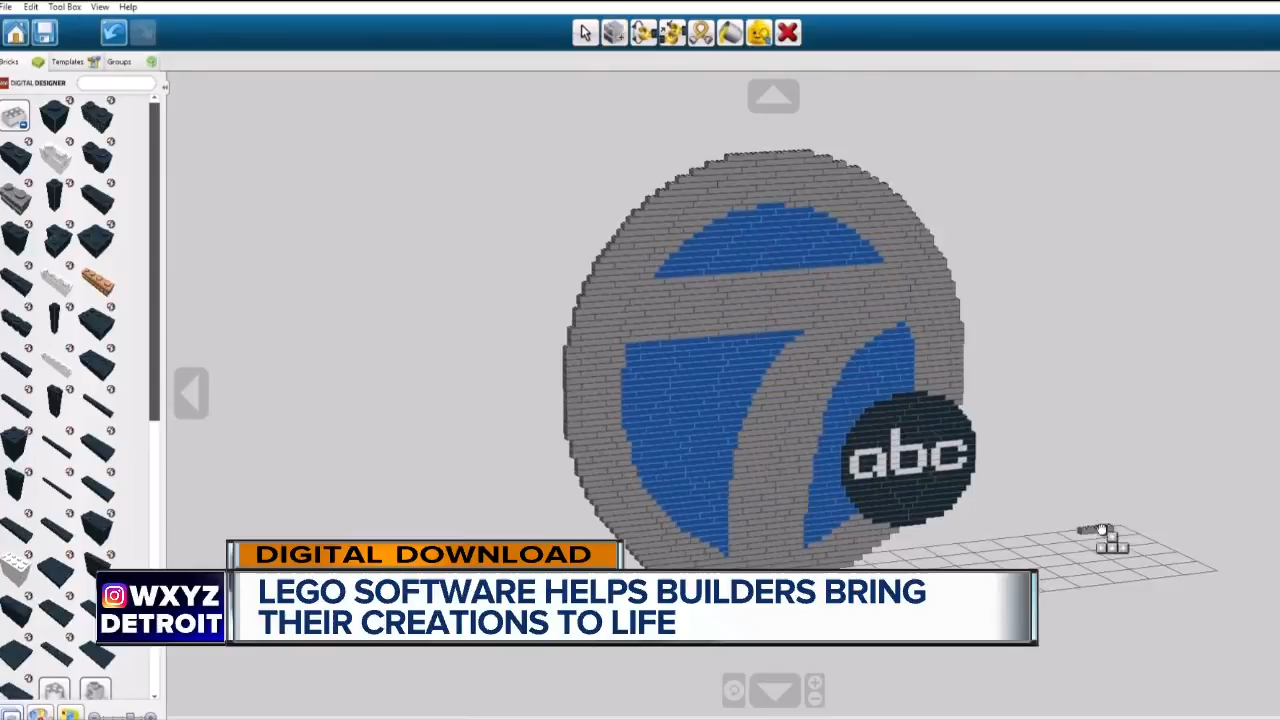 File Edit Tool Box View Help
Bricks Templates Groups
DIGITAL DESIGNER
7
abc
DIGITAL DOWNLOAD
LEGO SOFTWARE HELPS BUILDERS BRING
THEIR CREATIONS TO LIFE
WXYZ
DETROIT